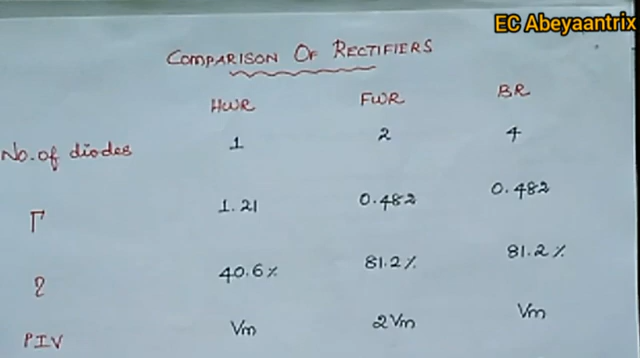 EC Abeyaantrix
COMPARISON OF RECTIFIERS
HWR FWR BR
No. of diodes 1 2 4
Γ 1.21 0.482 0.482
η 40.6% 81.2% 81.2%
PIV Vm 2Vm Vm